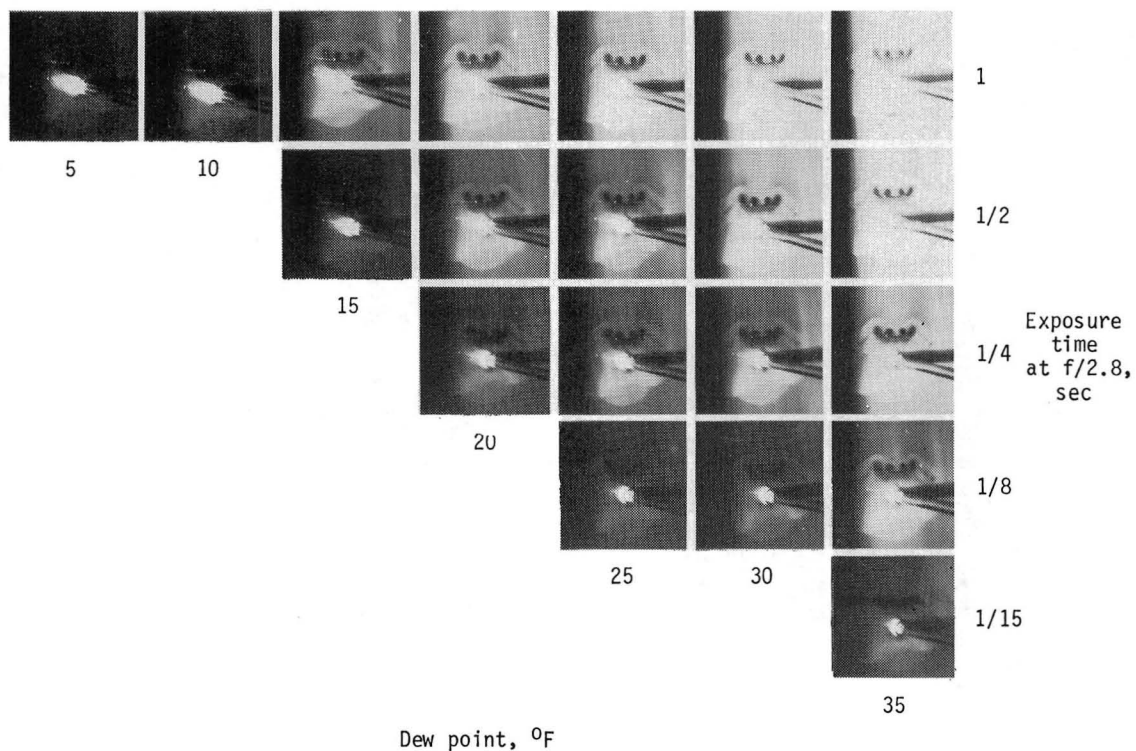 1
5
10
1/2
15
Exposure
time
at f/2.8,
sec
1/4
20
1/8
25
30
1/15
35
Dew point, °F